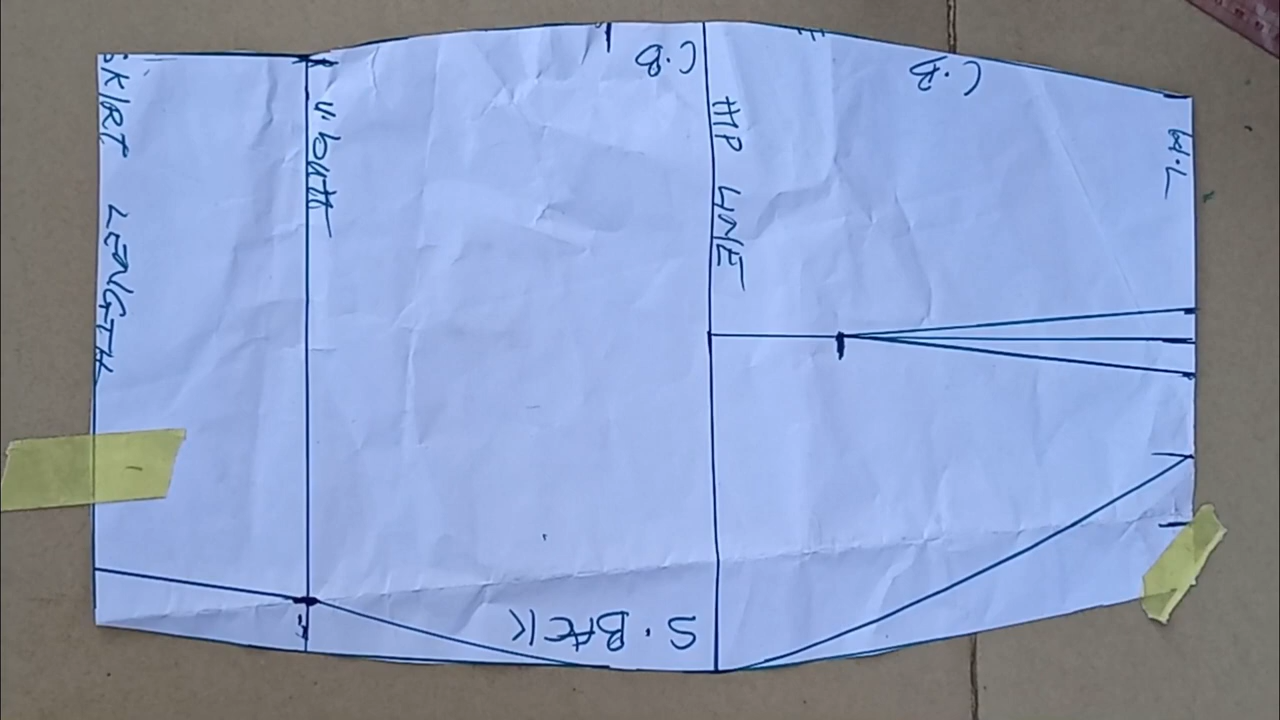 SKIRT LENGTH
U.butt
C.B
HIP LINE
C.B
W.L
S.BACK